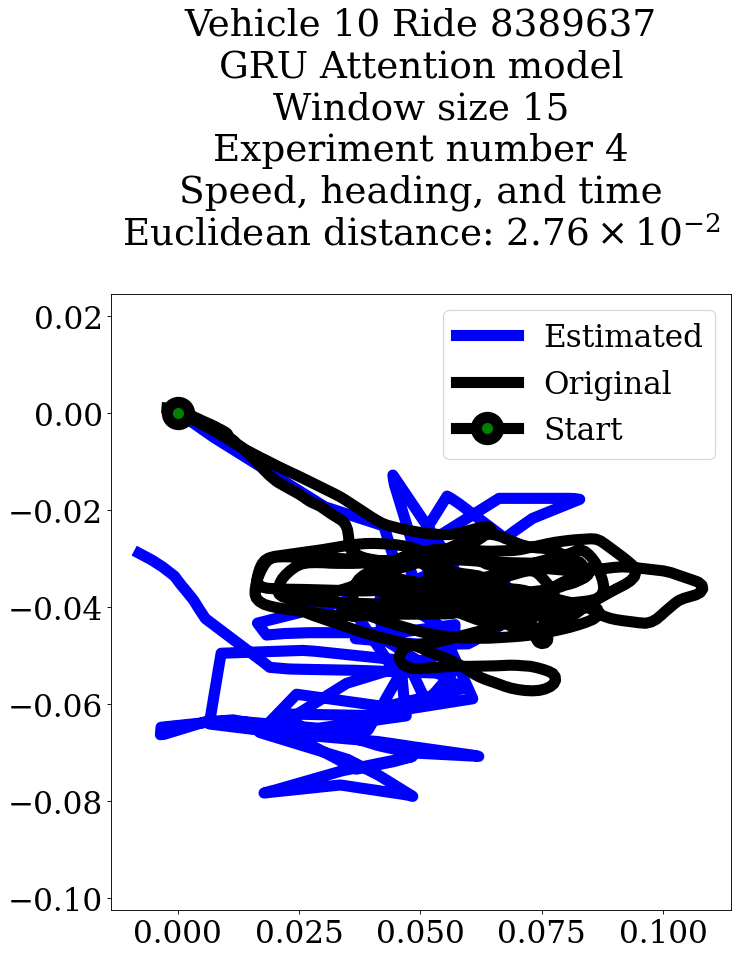 Vehicle 10 Ride 8389637
GRU Attention model
Window size 15
Experiment number 4
Speed, heading, and time
Euclidean distance: 2.76 × 10⁻²
Estimated
Original
Start
0.02
0.00
−0.02
−0.04
−0.06
−0.08
−0.10
0.000 0.025 0.050 0.075 0.100